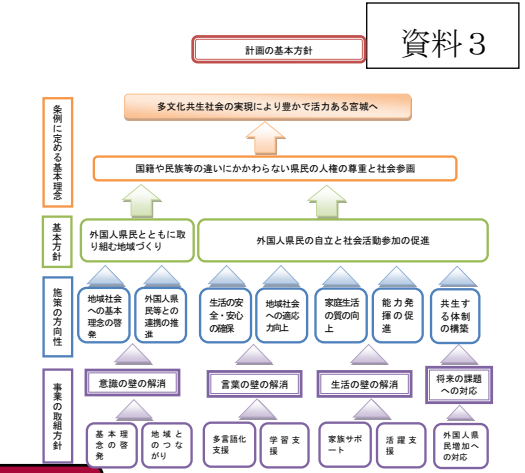 資料３
計画の基本方針
条例に定める基本理念
多文化共生社会の実現により豊かで活力ある宮城へ
国籍や民族等の違いにかかわらない県民の人権の尊重と社会参画
基本方針
外国人県民とともに取
り組む地域づくり
外国人県民の自立と社会活動参加の促進
施策の方向性
地域社会
への基本
理念の啓
発
外国人県
民等との
連携の推
進
生活の安
全・安心
の確保
地域社会
への適応
力向上
家庭生活
の質の向
上
能力発
揮の促
進
共生す
る体制
の構築
事業の取組方針
意識の壁の解消
言葉の壁の解消
生活の壁の解消
将来の課題
への対応
基本理
念の啓
発
地域と
のつな
がり
多言語化
支援
学習支
援
家族サポ
ート
活躍支
援
外国人県
民増加へ
の対応